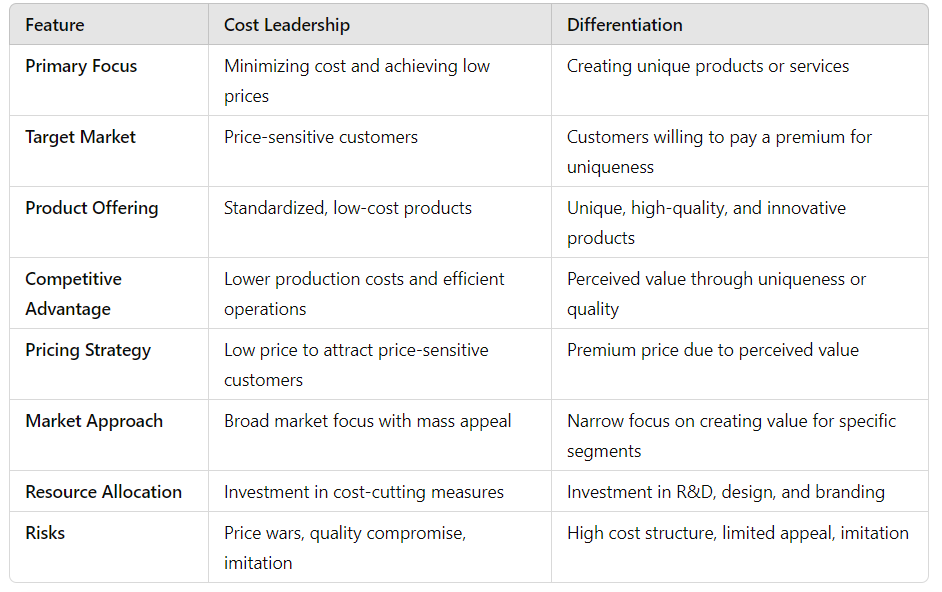 Feature Cost Leadership Differentiation
Primary Focus Minimizing cost and achieving low Creating unique products or services
prices
Target Market Price-sensitive customers Customers willing to pay a premium for
uniqueness
Product Offering Standardized, low-cost products Unique, high-quality, and innovative
products
Competitive Lower production costs and efficient Perceived value through uniqueness or
Advantage operations quality
Pricing Strategy Low price to attract price-sensitive Premium price due to perceived value
customers
Market Approach Broad market focus with mass appeal Narrow focus on creating value for specific
segments
Resource Allocation Investment in cost-cutting measures Investment in R&D, design, and branding
Risks Price wars, quality compromise, High cost structure, limited appeal, imitation
imitation